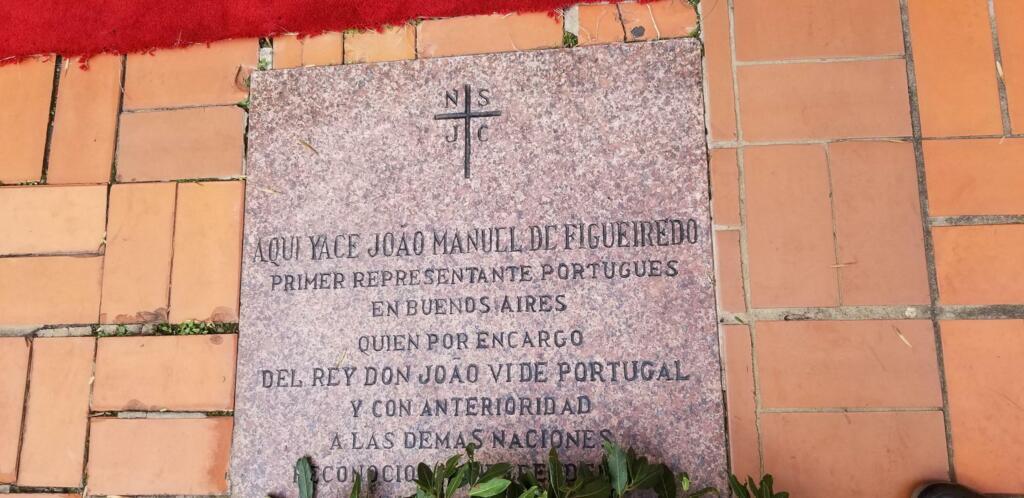 N S
J C
AQUI YACE JOÃO MANUEL DE FIGUEIREDO
PRIMER REPRESENTANTE PORTUGUES
EN BUENOS AIRES
QUIEN POR ENCARGO
DEL REY DON JOÃO VI DE PORTUGAL
Y CON ANTERIORIDAD
A LAS DEMAS NACIONES